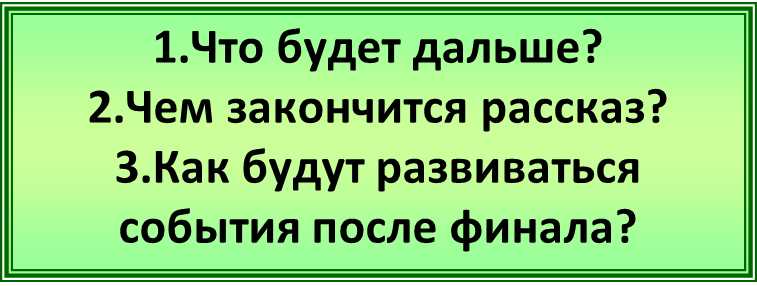 1.Что будет дальше?
2.Чем закончится рассказ?
3.Как будут развиваться
события после финала?